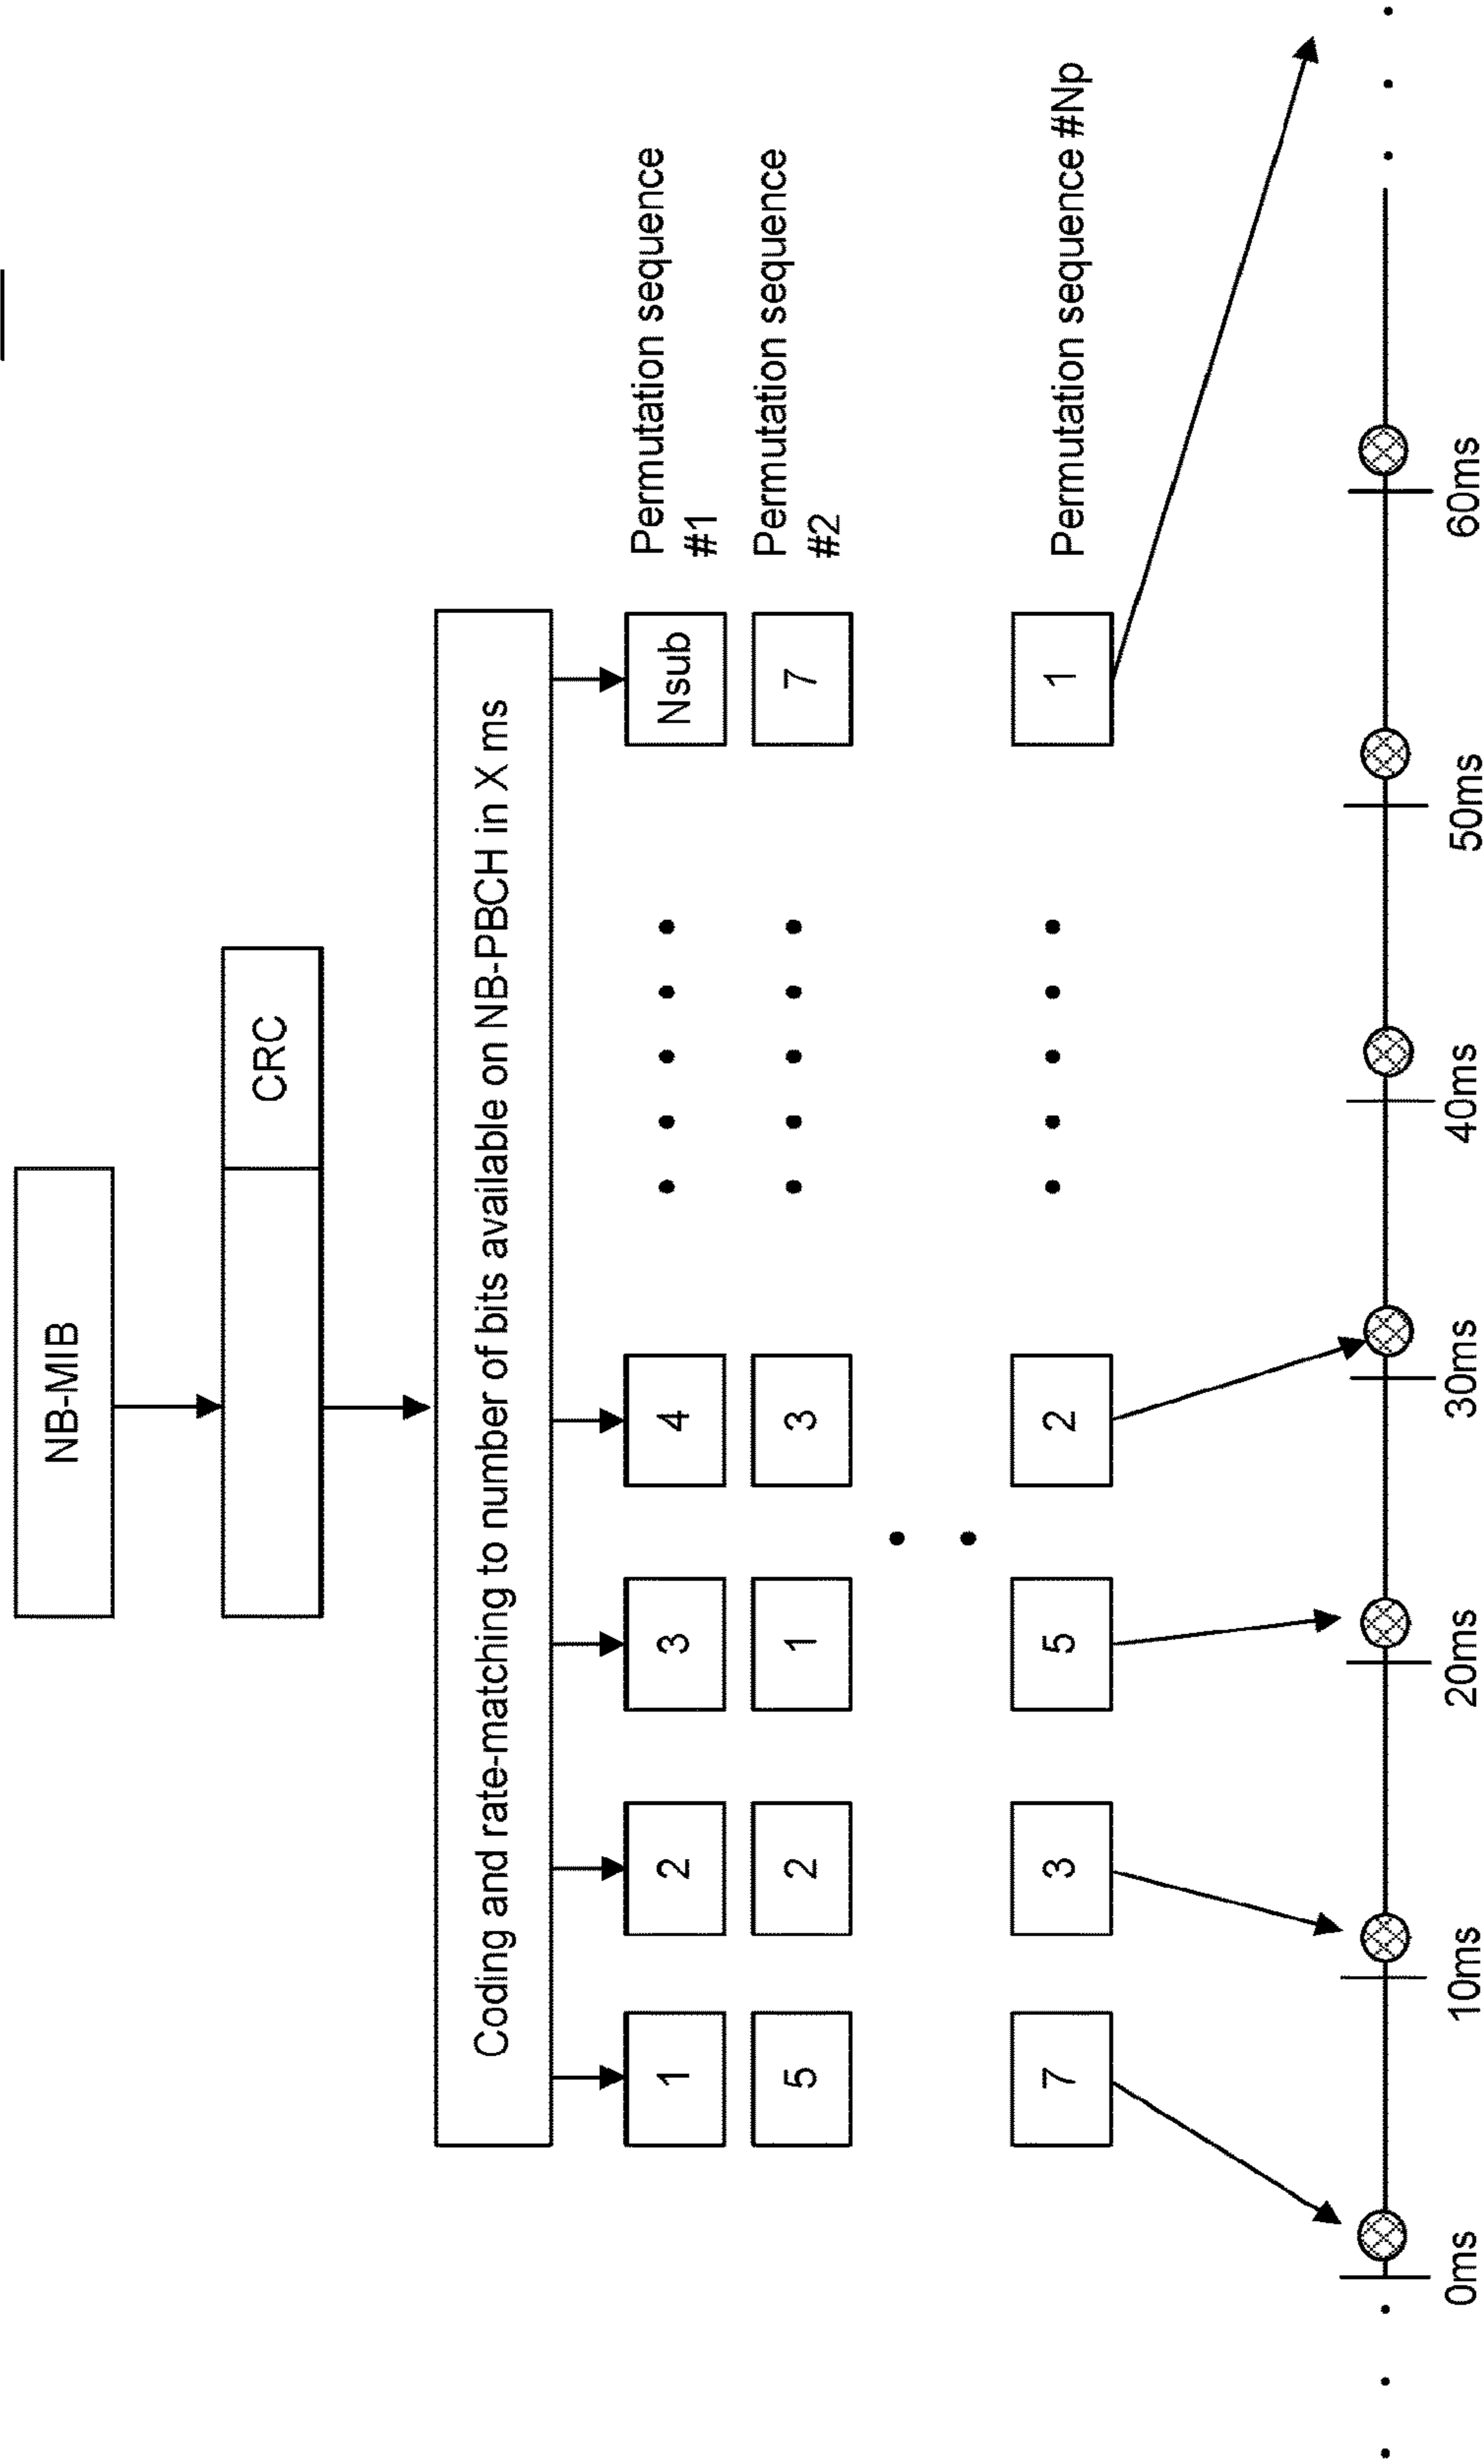 NB-MIB
CRC
Coding and rate-matching to number of bits available on NB-PBCH in X ms
1 2 3 4 Nsub Permutation sequence #1
5 2 1 3 7 Permutation sequence #2
7 3 5 2 1 Permutation sequence #Np
0ms 10ms 20ms 30ms 40ms 50ms 60ms